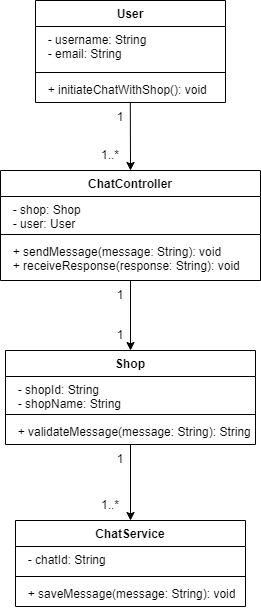 User
- username: String
- email: String
+ initiateChatWithShop(): void
1
1..*
ChatController
- shop: Shop
- user: User
+ sendMessage(message: String): void
+ receiveResponse(response: String): void
1
1
Shop
- shopId: String
- shopName: String
+ validateMessage(message: String): String
1
1..*
ChatService
- chatId: String
+ saveMessage(message: String): void